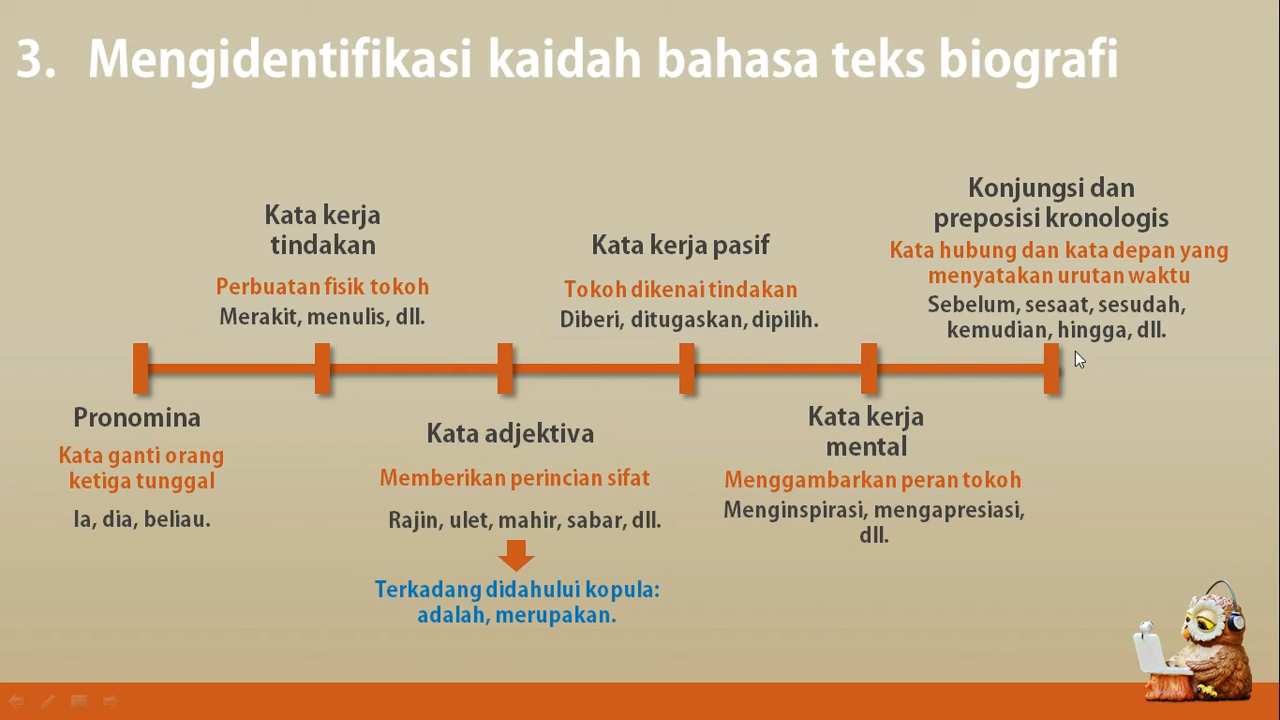 3. Mengidentifikasi kaidah bahasa teks biografi
Pronomina
Kata ganti orang
ketiga tunggal
Ia, dia, beliau.
Kata kerja
tindakan
Perbuatan fisik tokoh
Merakit, menulis, dll.
Kata adjektiva
Memberikan perincian sifat
Rajin, ulet, mahir, sabar, dll.
Terkadang didahului kopula:
adalah, merupakan.
Kata kerja pasif
Tokoh dikenai tindakan
Diberi, ditugaskan, dipilih.
Kata kerja
mental
Menggambarkan peran tokoh
Menginspirasi, mengapresiasi,
dll.
Konjungsi dan
preposisi kronologis
Kata hubung dan kata depan yang
menyatakan urutan waktu
Sebelum, sesaat, sesudah,
kemudian, hingga, dll.